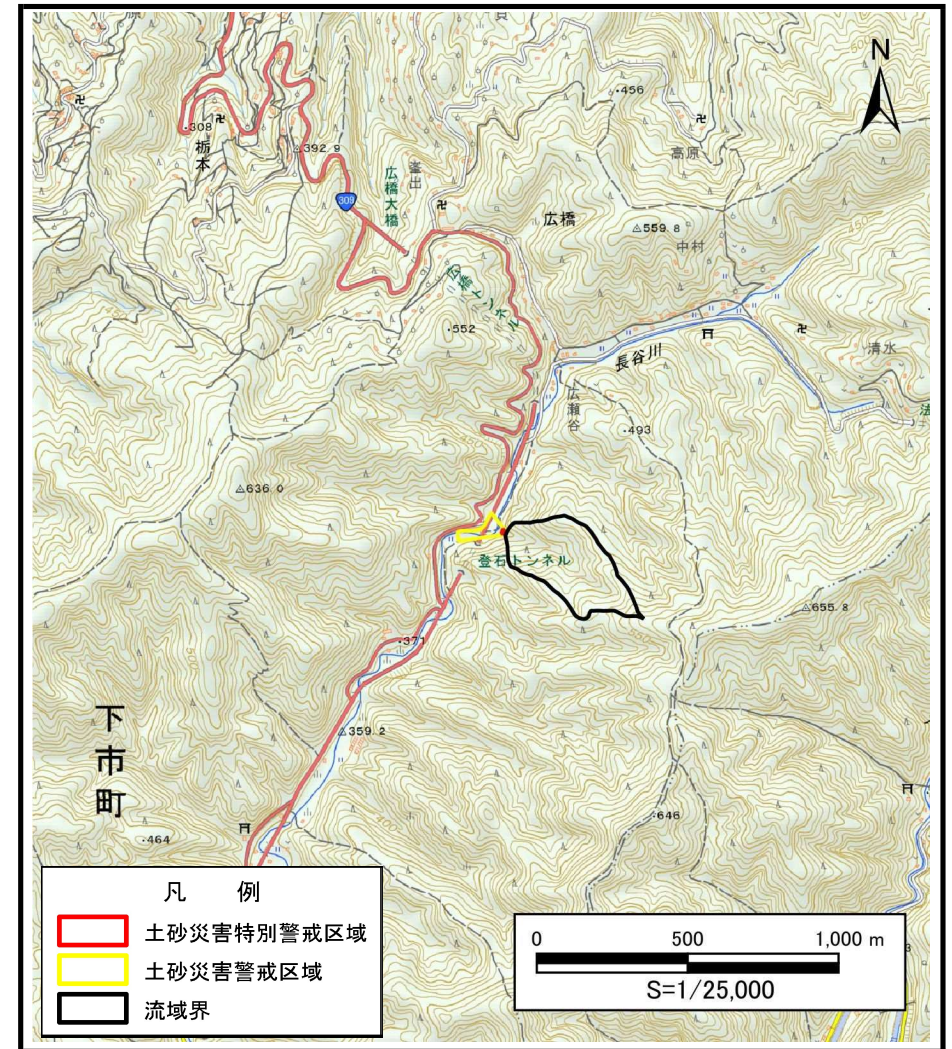 N
456
308
栃本
392.9
峯出
高原
309
広橋大橋
広橋
559.8
中村
広橋トンネル
552
長谷川
清水
法
広瀬谷
493
636.0
登石トンネル
655.8
371
下市町
359.2
646
464
凡 例
土砂災害特別警戒区域
土砂災害警戒区域
流域界
0 500 1,000 m
S=1/25,000